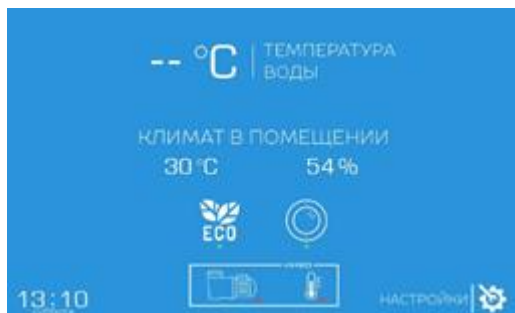 -- °C
ТЕМПЕРАТУРА
ВОДЫ
КЛИМАТ В ПОМЕЩЕНИИ
30 °C 54%
ECO
13:10
НАСТРОЙКИ